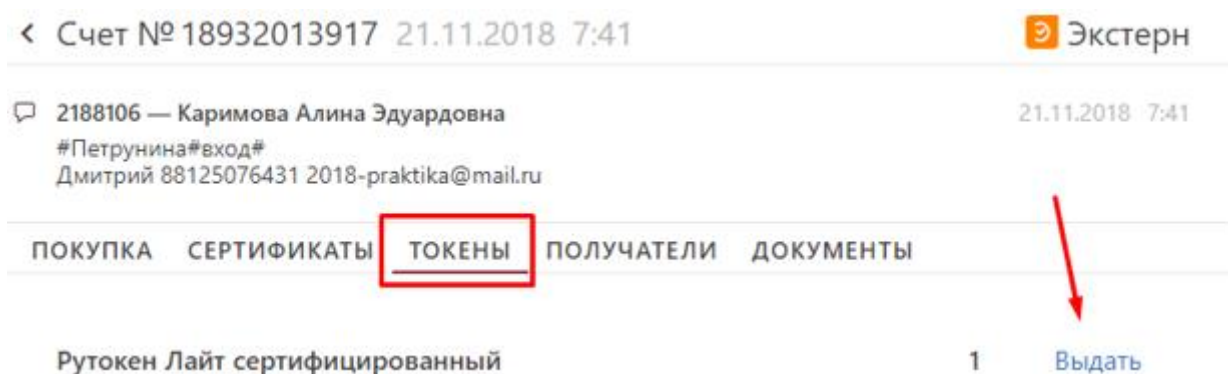 Счет № 18932013917 21.11.2018 7:41 Э Экстерн
2188106 — Каримова Алина Эдуардовна 21.11.2018 7:41
#Петрунина#вход#
Дмитрий 88125076431 2018-praktika@mail.ru
ПОКУПКА СЕРТИФИКАТЫ ТОКЕНЫ ПОЛУЧАТЕЛИ ДОКУМЕНТЫ
Рутокен Лайт сертифицированный 1 Выдать